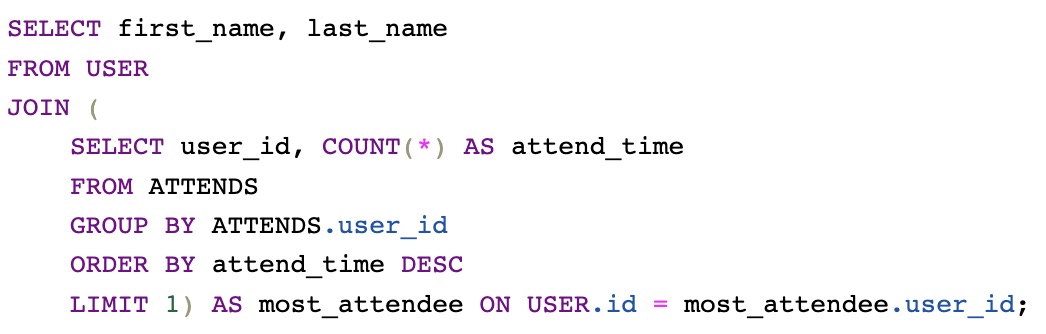 SELECT first_name, last_name
FROM USER
JOIN (
    SELECT user_id, COUNT(*) AS attend_time
    FROM ATTENDS
    GROUP BY ATTENDS.user_id
    ORDER BY attend_time DESC
    LIMIT 1) AS most_attendee ON USER.id = most_attendee.user_id;